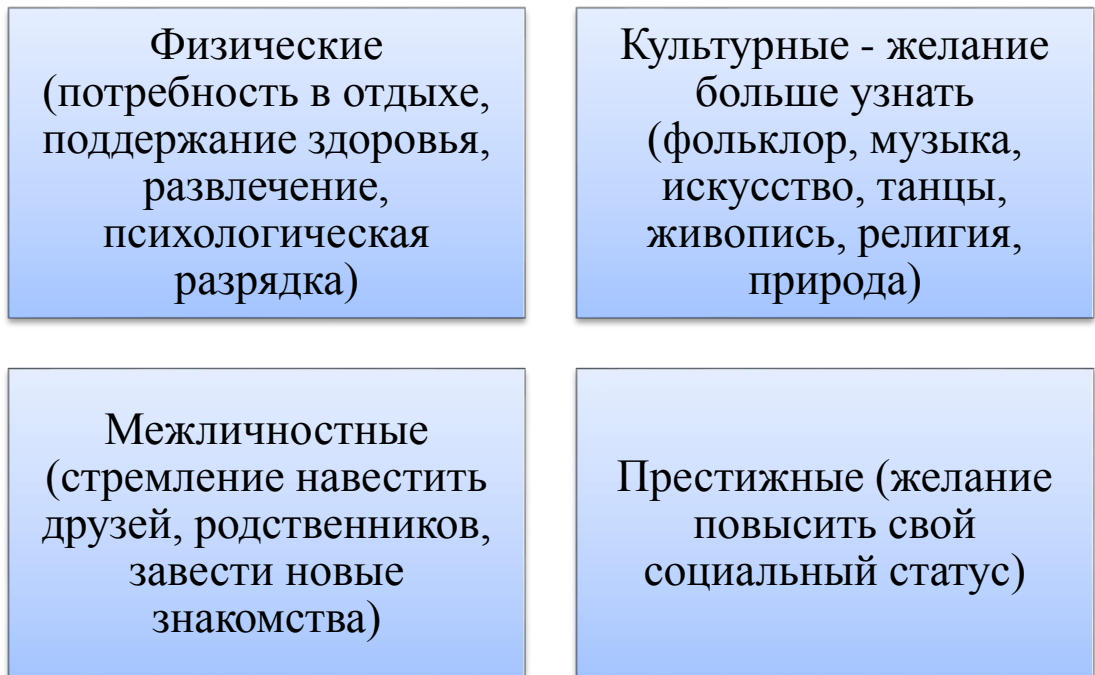 Физические
(потребность в отдыхе,
поддержание здоровья,
развлечение,
психологическая
разрядка)
Культурные - желание
больше узнать
(фольклор, музыка,
искусство, танцы,
живопись, религия,
природа)
Межличностные
(стремление навестить
друзей, родственников,
завести новые
знакомства)
Престижные (желание
повысить свой
социальный статус)